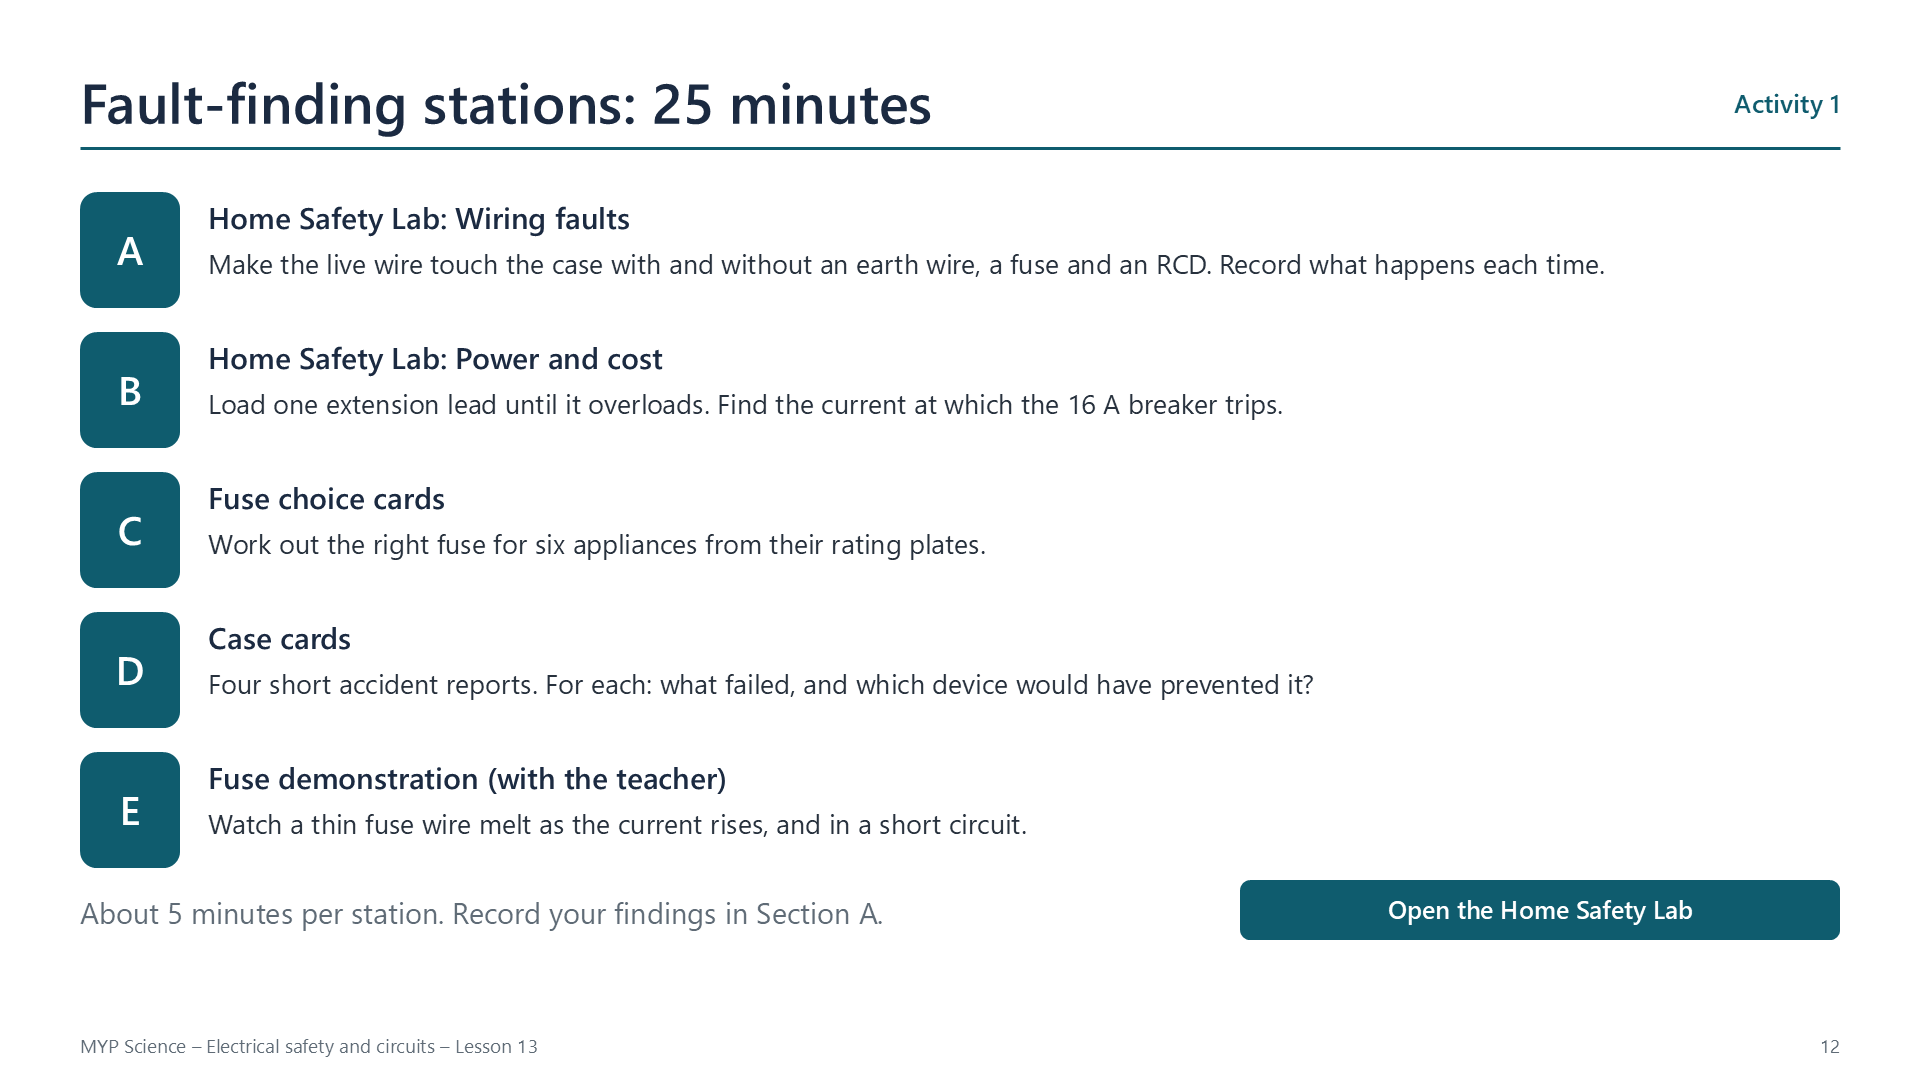 Fault-finding stations: 25 minutes
Activity 1
A
Home Safety Lab: Wiring faults
Make the live wire touch the case with and without an earth wire, a fuse and an RCD. Record what happens each time.
B
Home Safety Lab: Power and cost
Load one extension lead until it overloads. Find the current at which the 16 A breaker trips.
C
Fuse choice cards
Work out the right fuse for six appliances from their rating plates.
D
Case cards
Four short accident reports. For each: what failed, and which device would have prevented it?
E
Fuse demonstration (with the teacher)
Watch a thin fuse wire melt as the current rises, and in a short circuit.
About 5 minutes per station. Record your findings in Section A.
Open the Home Safety Lab
MYP Science – Electrical safety and circuits – Lesson 13
12